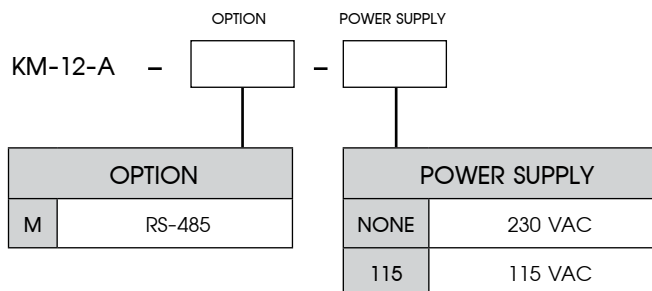 OPTION POWER SUPPLY
KM-12-A - -
OPTION POWER SUPPLY
M RS-485 NONE 230 VAC
115 115 VAC